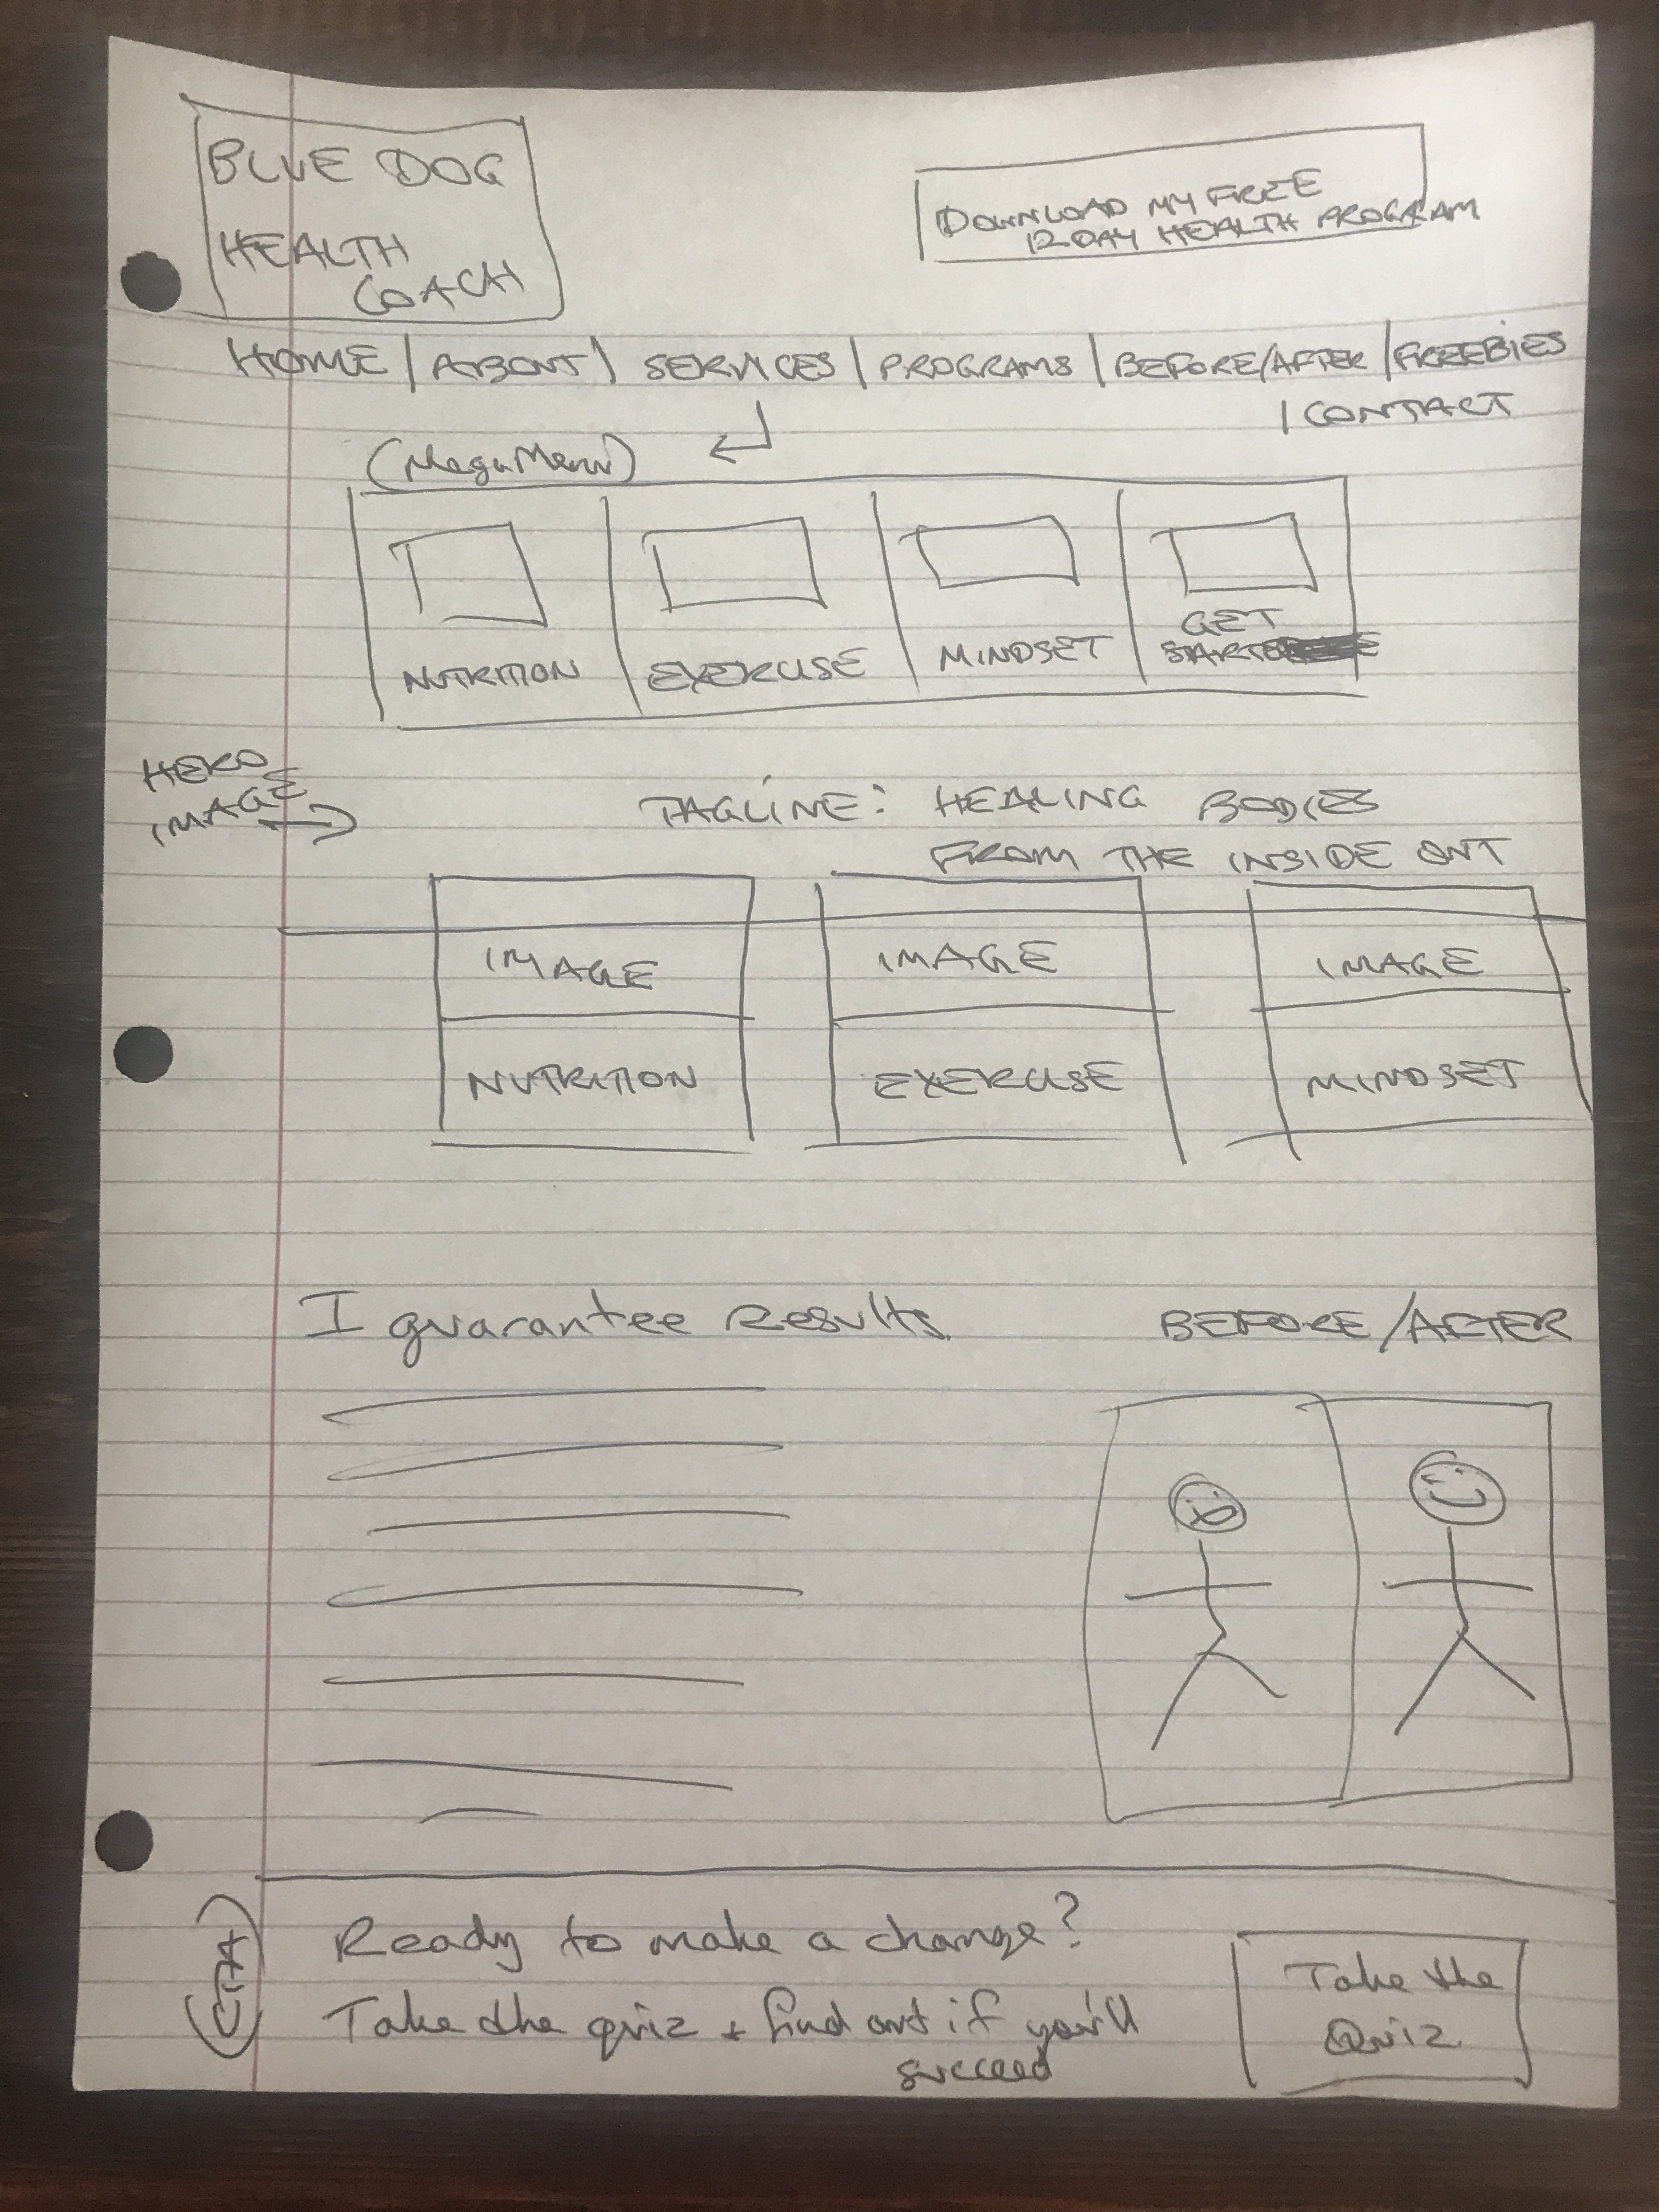 BLUE DOG
HEALTH
COACH
DOWNLOAD MY FREE
12 DAY HEALTH PROGRAM
HOME | ABOUT | SERVICES | PROGRAMS | BEFORE/AFTER | FREEBIES
| CONTACT
(Mega Menu)
NUTRITION
EXERCISE
MINDSET
GET
STARTED
HERO
IMAGE
TAGLINE: HEALING BODIES
FROM THE INSIDE OUT
IMAGE
IMAGE
IMAGE
NUTRITION
EXERCISE
MINDSET
I guarantee Results.
BEFORE/AFTER
CTA
Ready to make a change?
Take the quiz + find out if you'll
succeed
Take the
Quiz